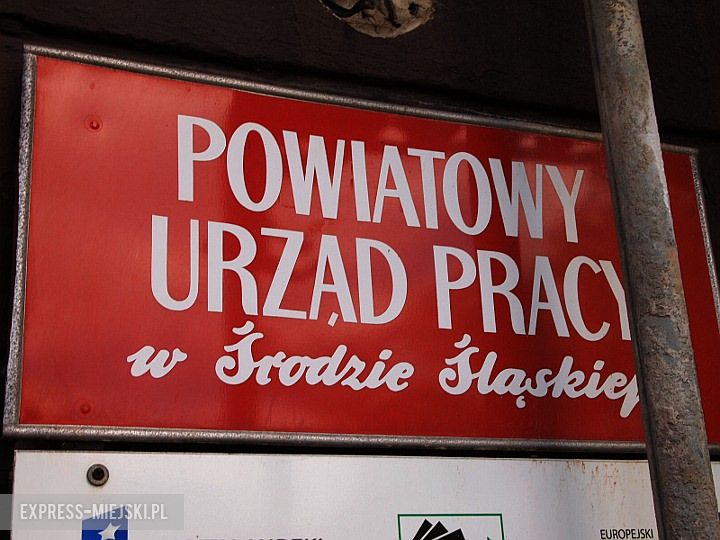 POWIATOWY
URZĄD PRACY
w Środzie Śląskiej
EXPRESS-MIEJSKI.PL
EUROPEJSKI